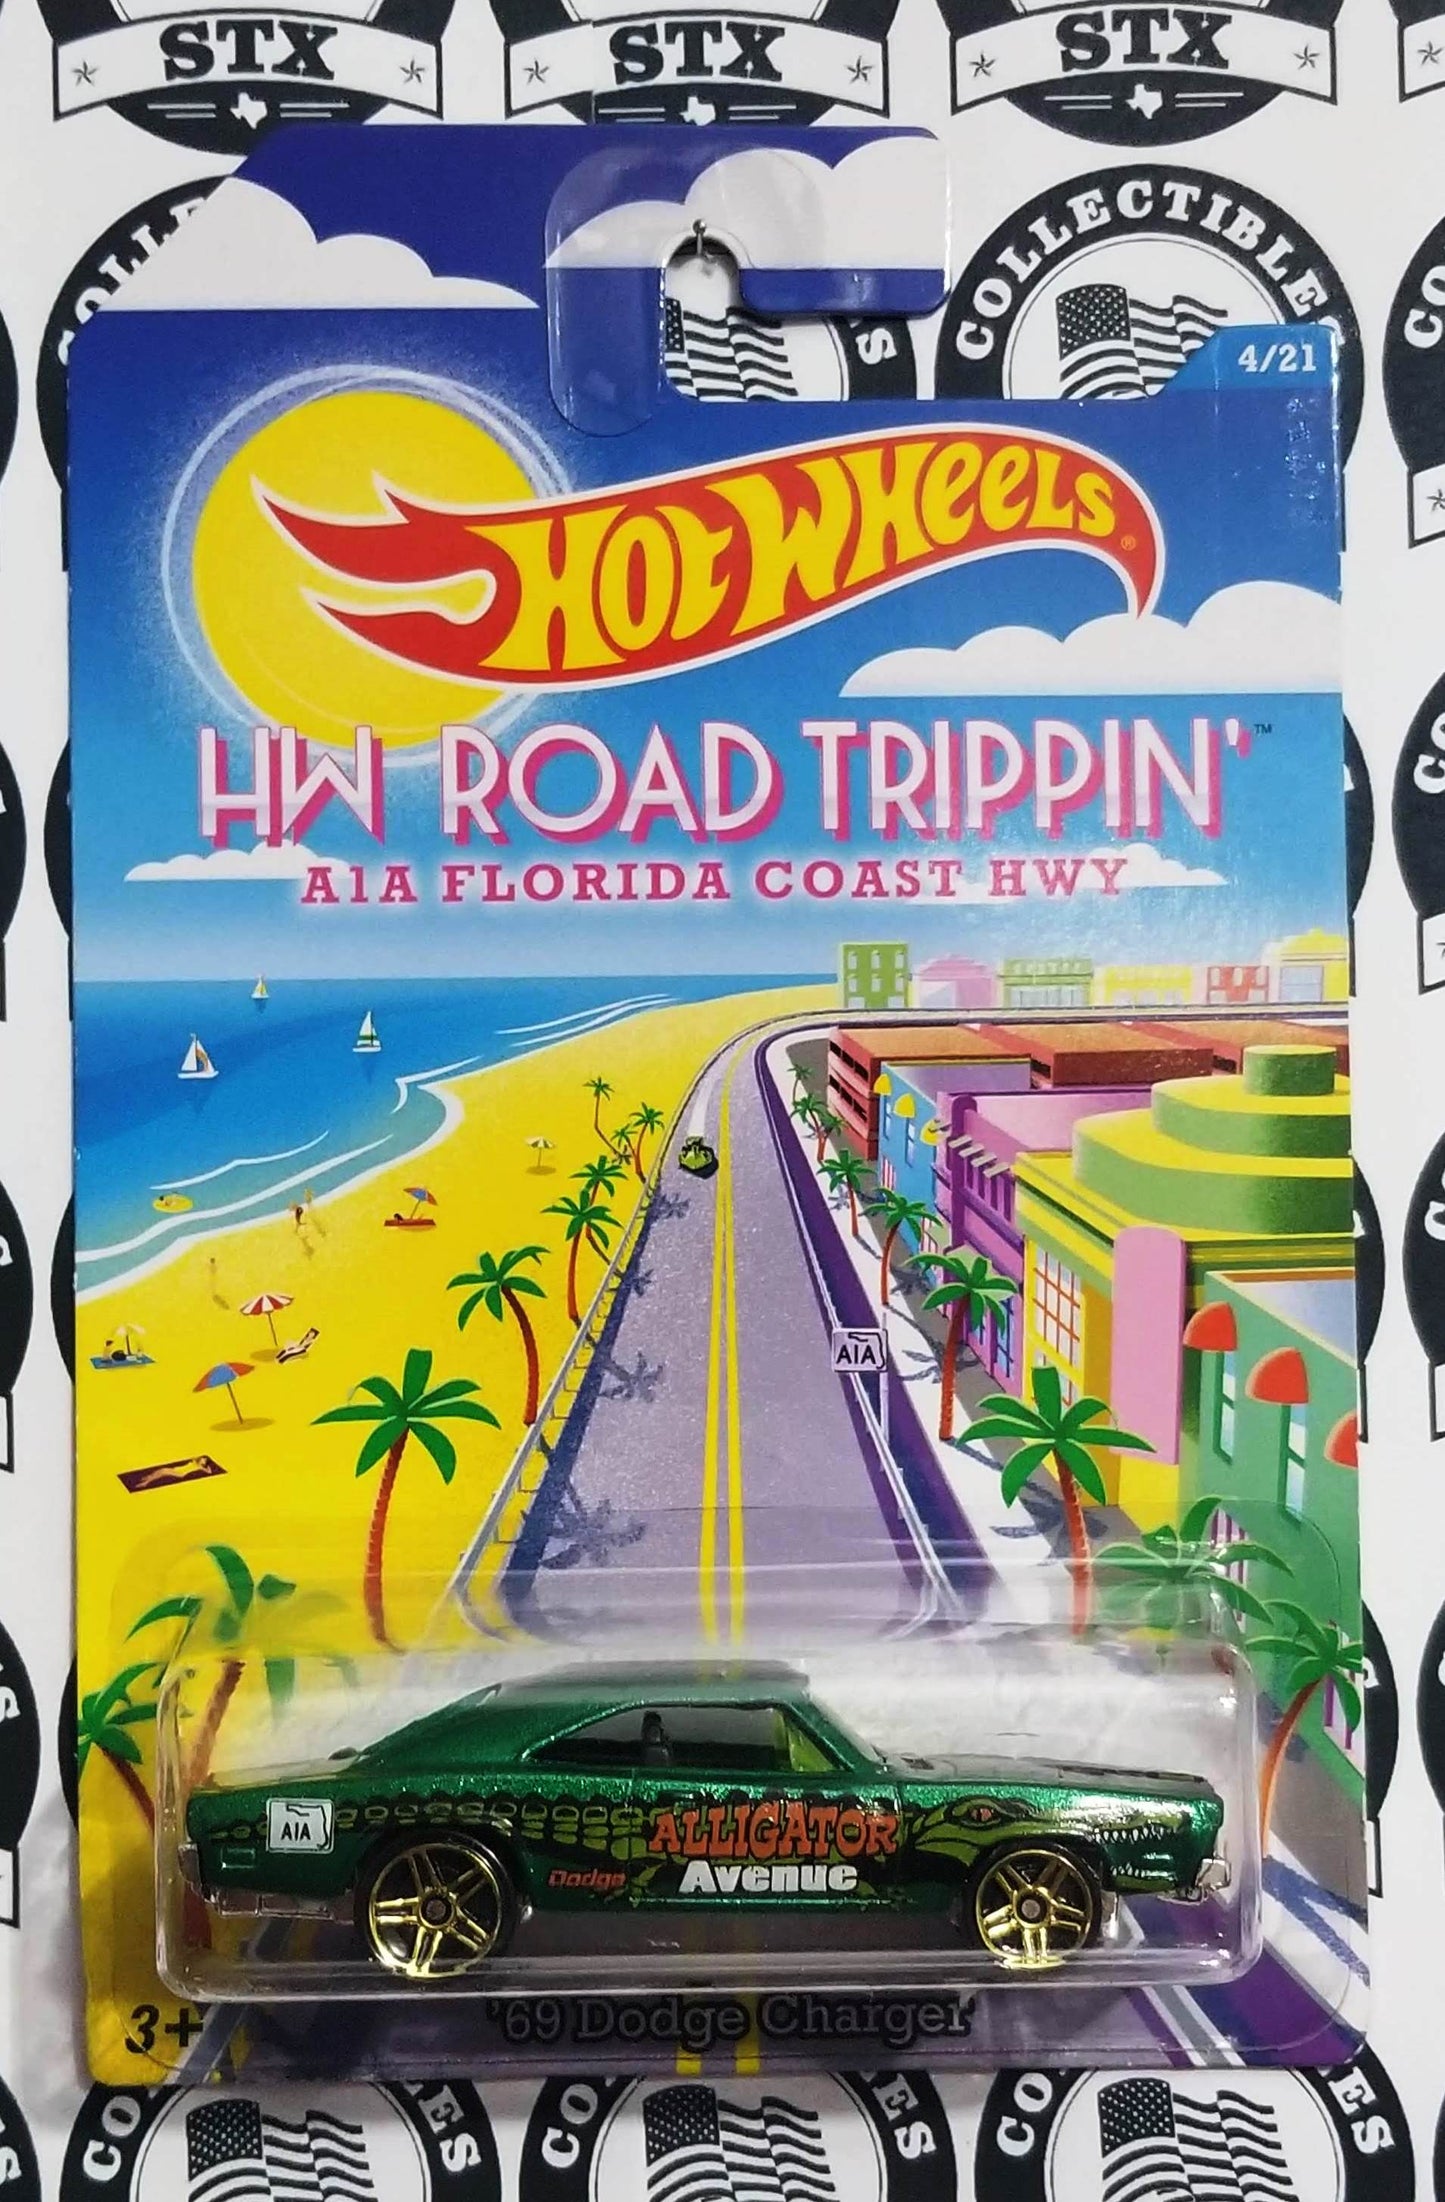 STX
STX
STX
COLLECTIBLES
4/21
HOT WHEELS®
HW ROAD TRIPPIN'™
A1A FLORIDA COAST HWY
A1A
A1A
ALLIGATOR
Dodge
Avenue
3+
'69 Dodge Charger